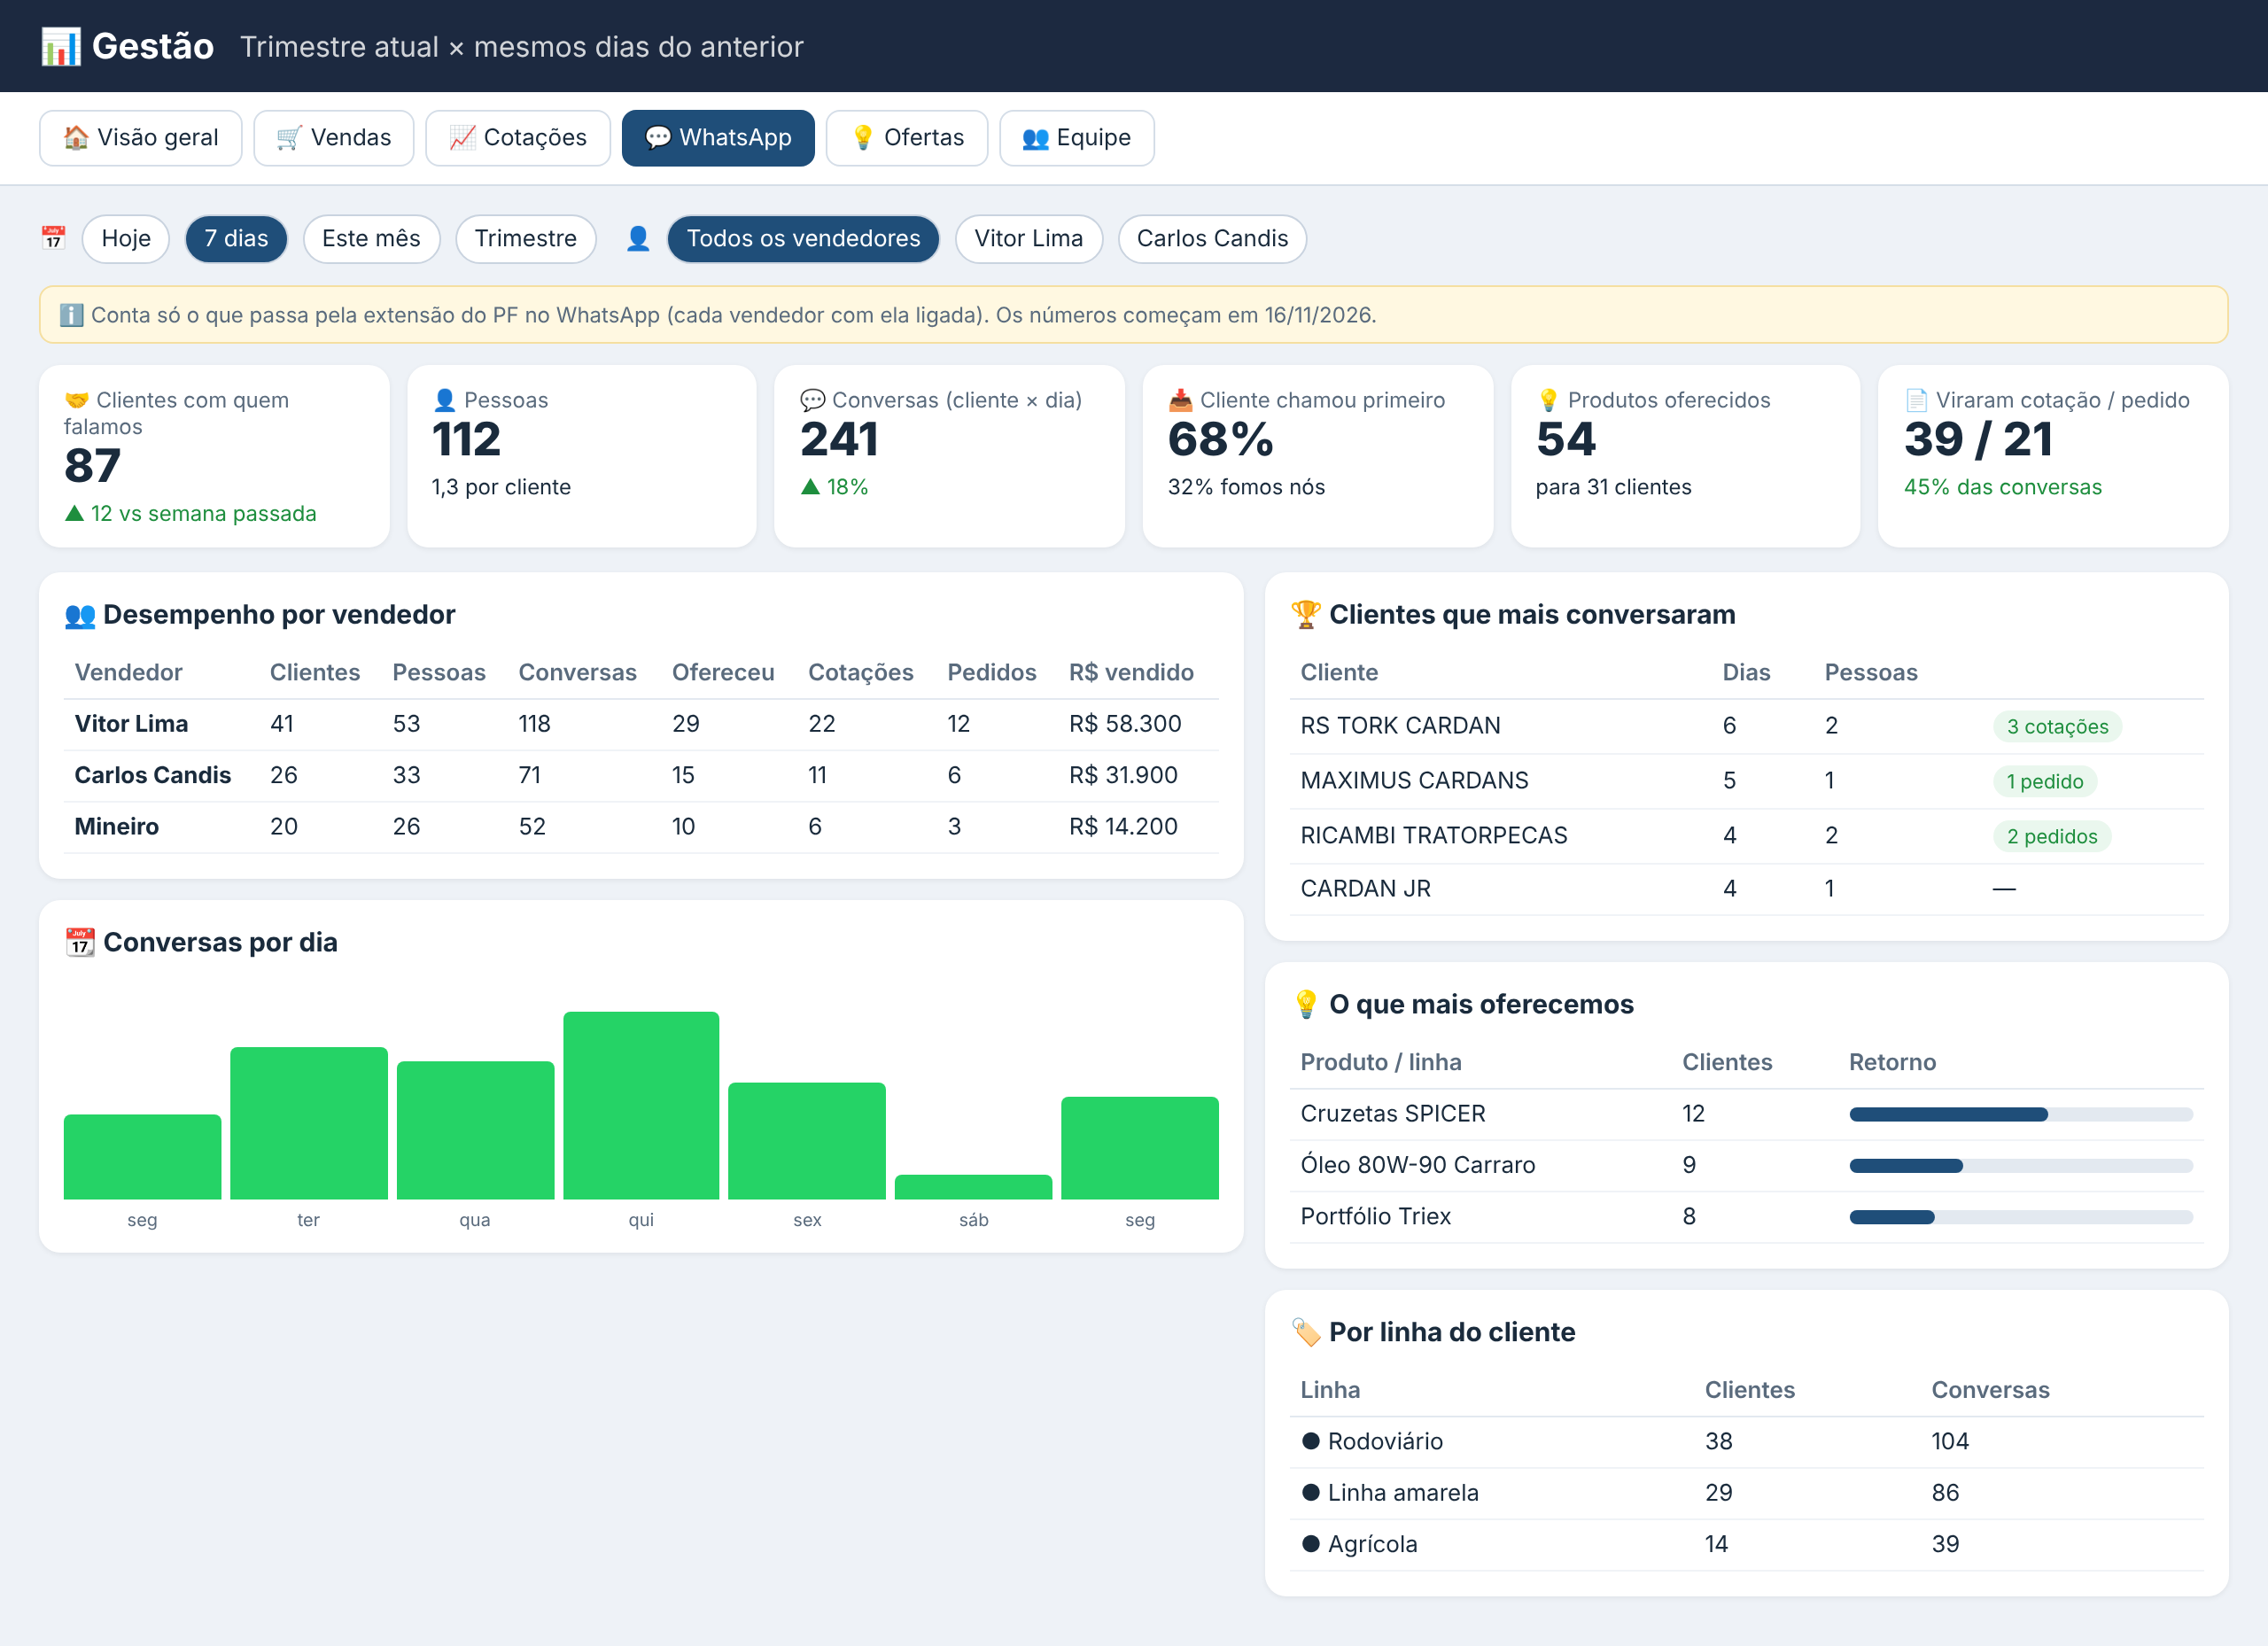 📊 Gestão Trimestre atual × mesmos dias do anterior
🏠 Visão geral 🛒 Vendas 📈 Cotações 💬 WhatsApp 💡 Ofertas 👥 Equipe
📅 Hoje 7 dias Este mês Trimestre 👤 Todos os vendedores Vitor Lima Carlos Candis
ℹ️ Conta só o que passa pela extensão do PF no WhatsApp (cada vendedor com ela ligada). Os números começam em 16/11/2026.
🤝 Clientes com quem
falamos
87
▲ 12 vs semana passada
👤 Pessoas
112
1,3 por cliente
💬 Conversas (cliente × dia)
241
▲ 18%
📥 Cliente chamou primeiro
68%
32% fomos nós
💡 Produtos oferecidos
54
para 31 clientes
📄 Viraram cotação / pedido
39 / 21
45% das conversas
👥 Desempenho por vendedor
Vendedor Clientes Pessoas Conversas Ofereceu Cotações Pedidos R$ vendido
Vitor Lima 41 53 118 29 22 12 R$ 58.300
Carlos Candis 26 33 71 15 11 6 R$ 31.900
Mineiro 20 26 52 10 6 3 R$ 14.200
📆 Conversas por dia
seg ter qua qui sex sáb seg
🏆 Clientes que mais conversaram
Cliente Dias Pessoas
RS TORK CARDAN 6 2 3 cotações
MAXIMUS CARDANS 5 1 1 pedido
RICAMBI TRATORPECAS 4 2 2 pedidos
CARDAN JR 4 1 —
💡 O que mais oferecemos
Produto / linha Clientes Retorno
Cruzetas SPICER 12
Óleo 80W-90 Carraro 9
Portfólio Triex 8
🏷️ Por linha do cliente
Linha Clientes Conversas
● Rodoviário 38 104
● Linha amarela 29 86
● Agrícola 14 39